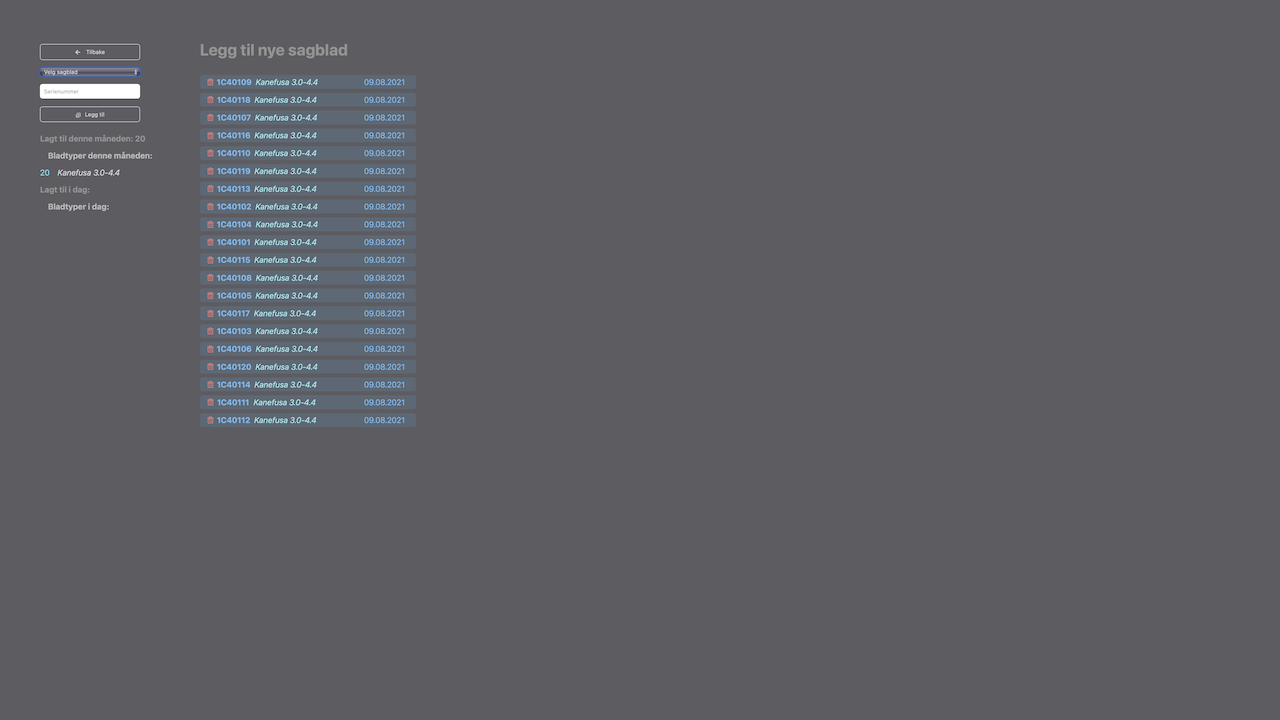 Tilbake
Velg sagblad
Serienummer
Legg til
Lagt til denne måneden: 20
Bladtyper denne måneden:
20 Kanefusa 3.0-4.4
Lagt til i dag:
Bladtyper i dag:
Legg til nye sagblad
1C40109 Kanefusa 3.0-4.4 09.08.2021
1C40118 Kanefusa 3.0-4.4 09.08.2021
1C40107 Kanefusa 3.0-4.4 09.08.2021
1C40116 Kanefusa 3.0-4.4 09.08.2021
1C40110 Kanefusa 3.0-4.4 09.08.2021
1C40119 Kanefusa 3.0-4.4 09.08.2021
1C40113 Kanefusa 3.0-4.4 09.08.2021
1C40102 Kanefusa 3.0-4.4 09.08.2021
1C40104 Kanefusa 3.0-4.4 09.08.2021
1C40101 Kanefusa 3.0-4.4 09.08.2021
1C40115 Kanefusa 3.0-4.4 09.08.2021
1C40108 Kanefusa 3.0-4.4 09.08.2021
1C40105 Kanefusa 3.0-4.4 09.08.2021
1C40117 Kanefusa 3.0-4.4 09.08.2021
1C40103 Kanefusa 3.0-4.4 09.08.2021
1C40106 Kanefusa 3.0-4.4 09.08.2021
1C40120 Kanefusa 3.0-4.4 09.08.2021
1C40114 Kanefusa 3.0-4.4 09.08.2021
1C40111 Kanefusa 3.0-4.4 09.08.2021
1C40112 Kanefusa 3.0-4.4 09.08.2021